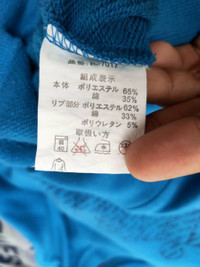 組成表示
本体 ポリエステル 65%
綿 35%
リブ部分 ポリエステル 62%
綿 33%
ポリウレタン 5%
取扱い方
40